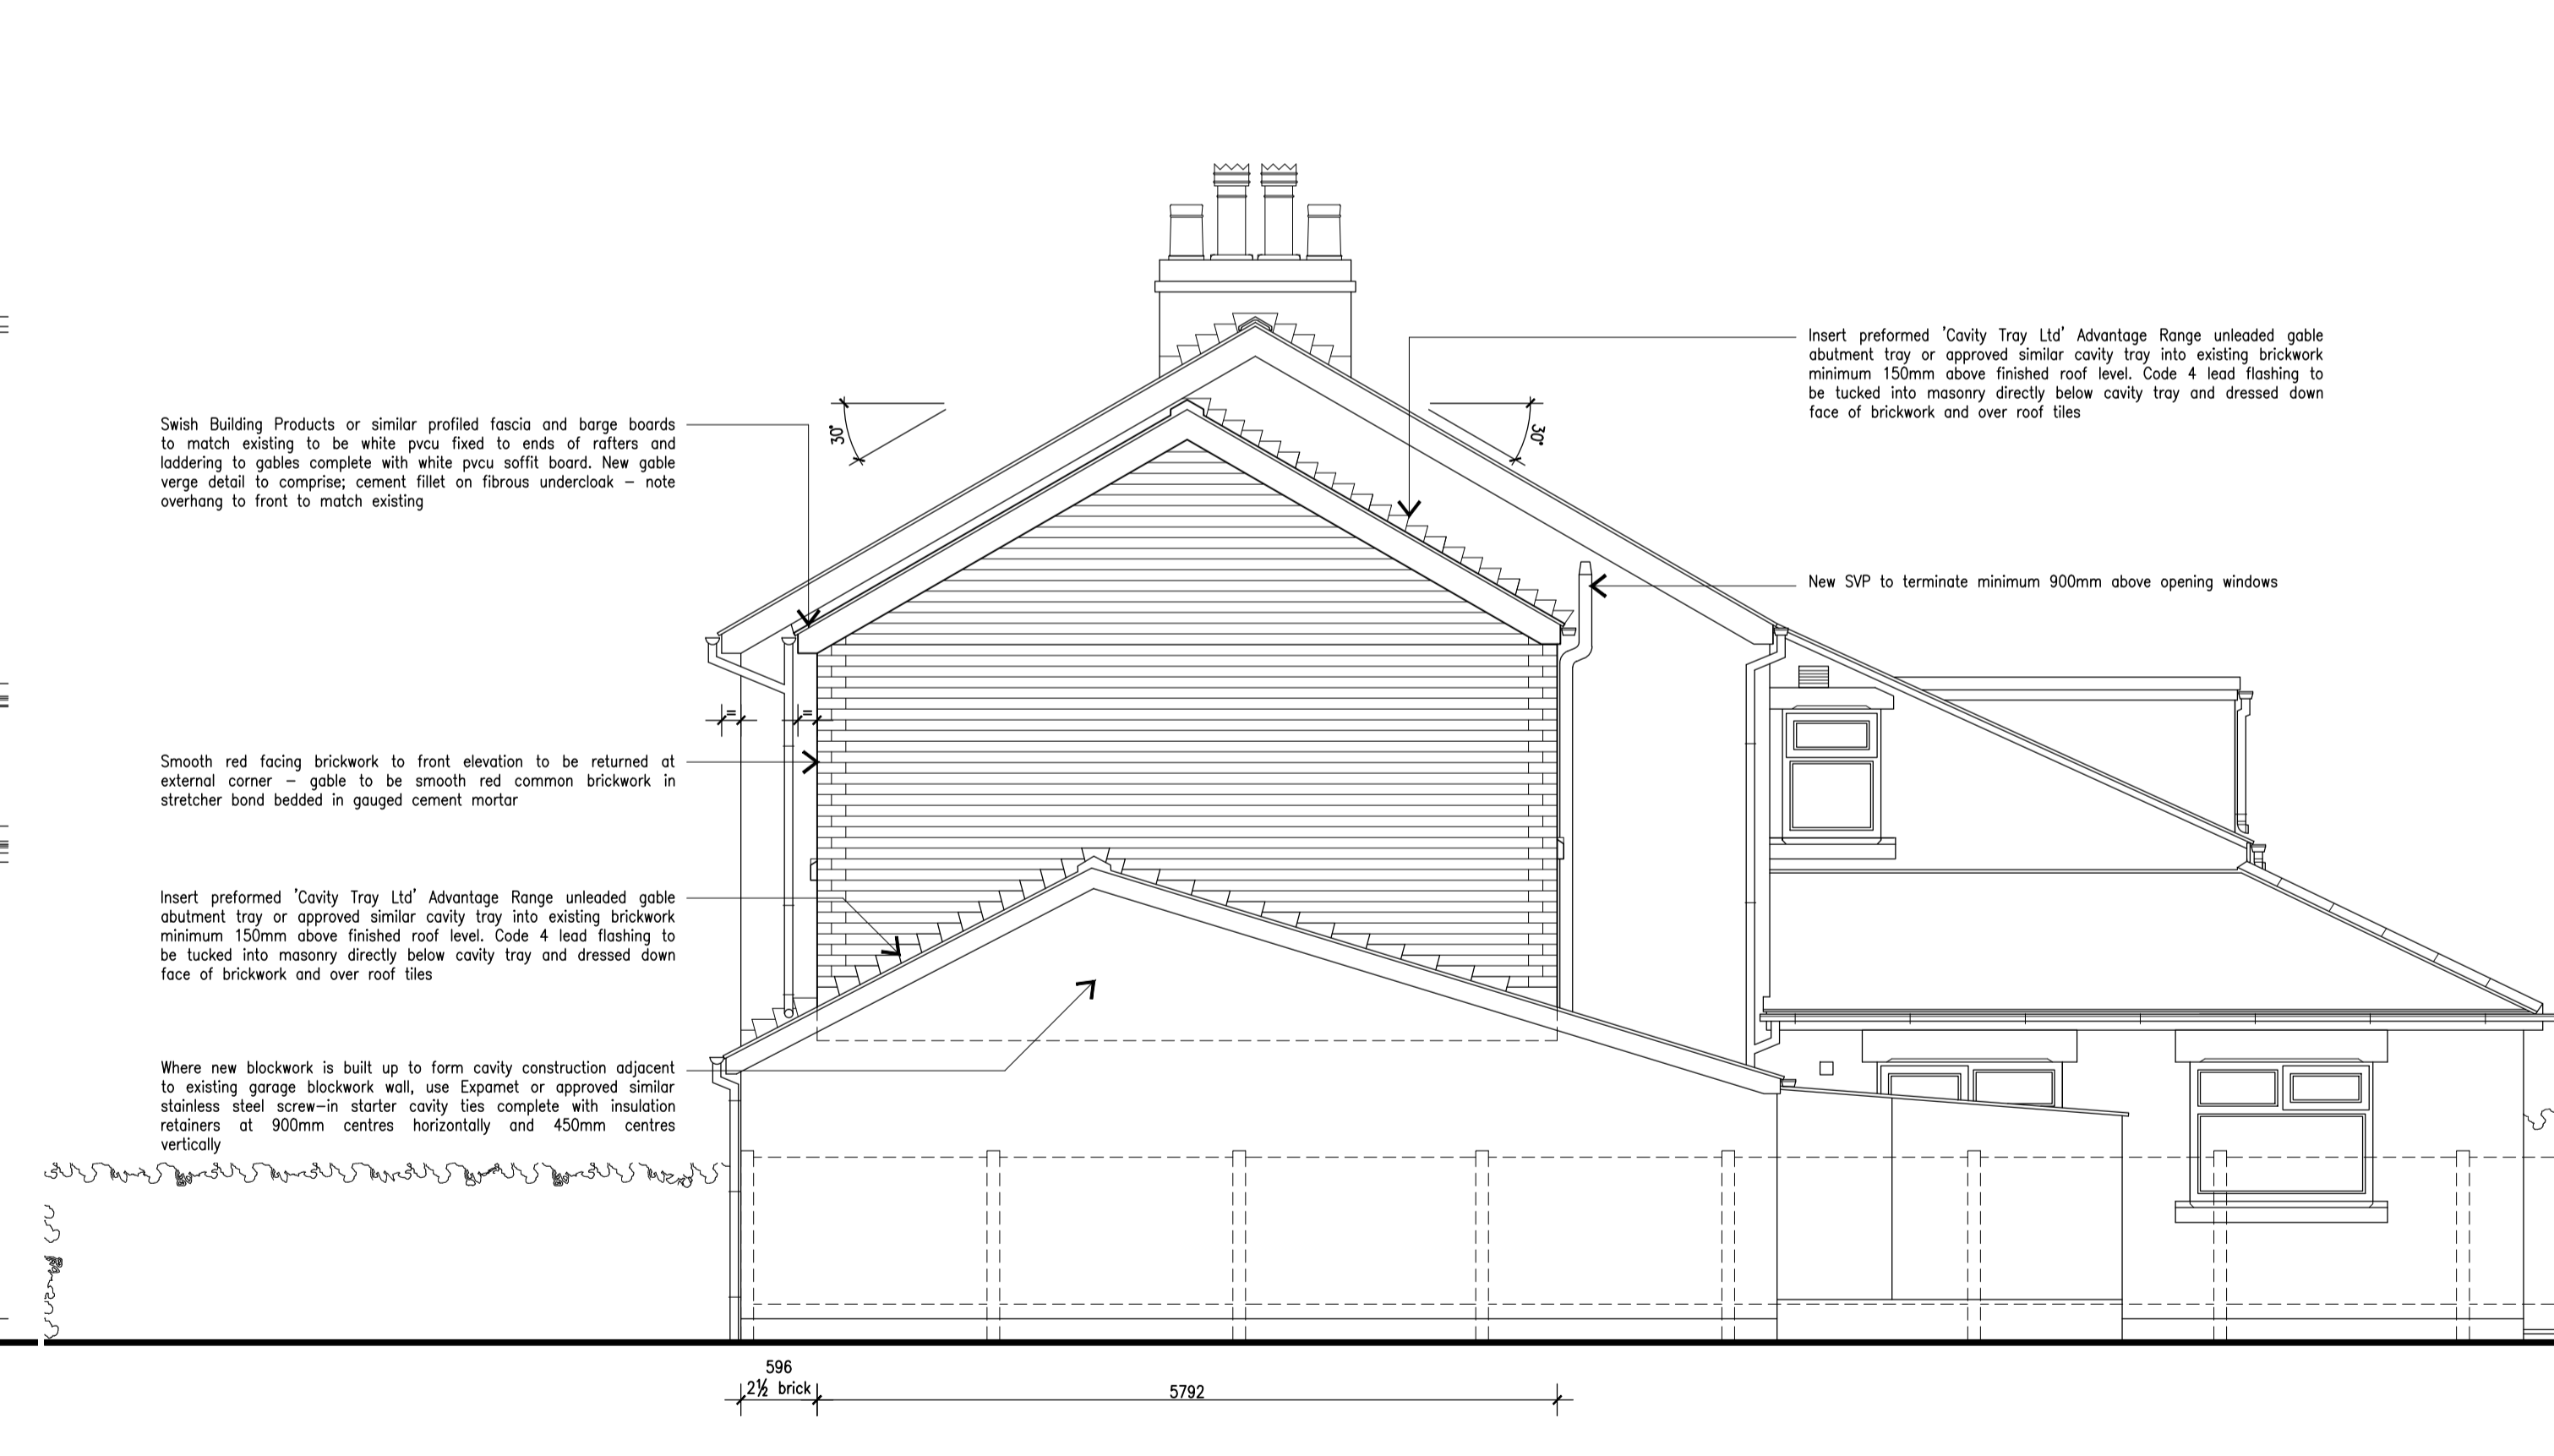 Insert preformed 'Cavity Tray Ltd' Advantage Range unleaded gable
abutment tray or approved similar cavity tray into existing brickwork
minimum 150mm above finished roof level. Code 4 lead flashing to
be tucked into masonry directly below cavity tray and dressed down
face of brickwork and over roof tiles
Swish Building Products or similar profiled fascia and barge boards
to match existing to be white pvcu fixed to ends of rafters and
laddering to gables complete with white pvcu soffit board. New gable
verge detail to comprise; cement fillet on fibrous undercloak – note
overhang to front to match existing
30°
30°
New SVP to terminate minimum 900mm above opening windows
=
=
Smooth red facing brickwork to front elevation to be returned at
external corner – gable to be smooth red common brickwork in
stretcher bond bedded in gauged cement mortar
Insert preformed 'Cavity Tray Ltd' Advantage Range unleaded gable
abutment tray or approved similar cavity tray into existing brickwork
minimum 150mm above finished roof level. Code 4 lead flashing to
be tucked into masonry directly below cavity tray and dressed down
face of brickwork and over roof tiles
Where new blockwork is built up to form cavity construction adjacent
to existing garage blockwork wall, use Expamet or approved similar
stainless steel screw–in starter cavity ties complete with insulation
retainers at 900mm centres horizontally and 450mm centres
vertically
596
2½ brick
5792